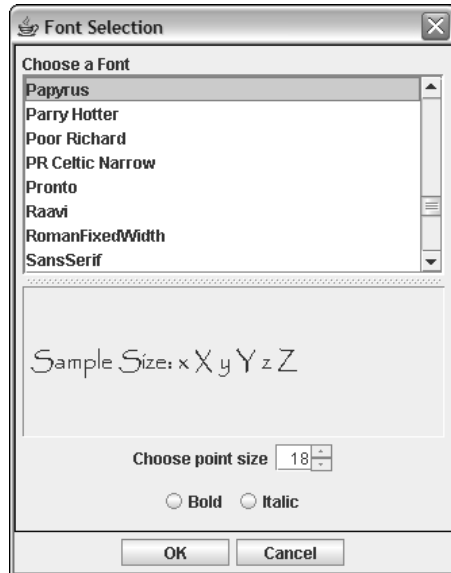 Font Selection
Choose a Font
Papyrus
Parry Hotter
Poor Richard
PR Celtic Narrow
Pronto
Raavi
RomanFixedWidth
SansSerif
Sample Size: x X y Y z Z
Choose point size 18
Bold Italic
OK Cancel